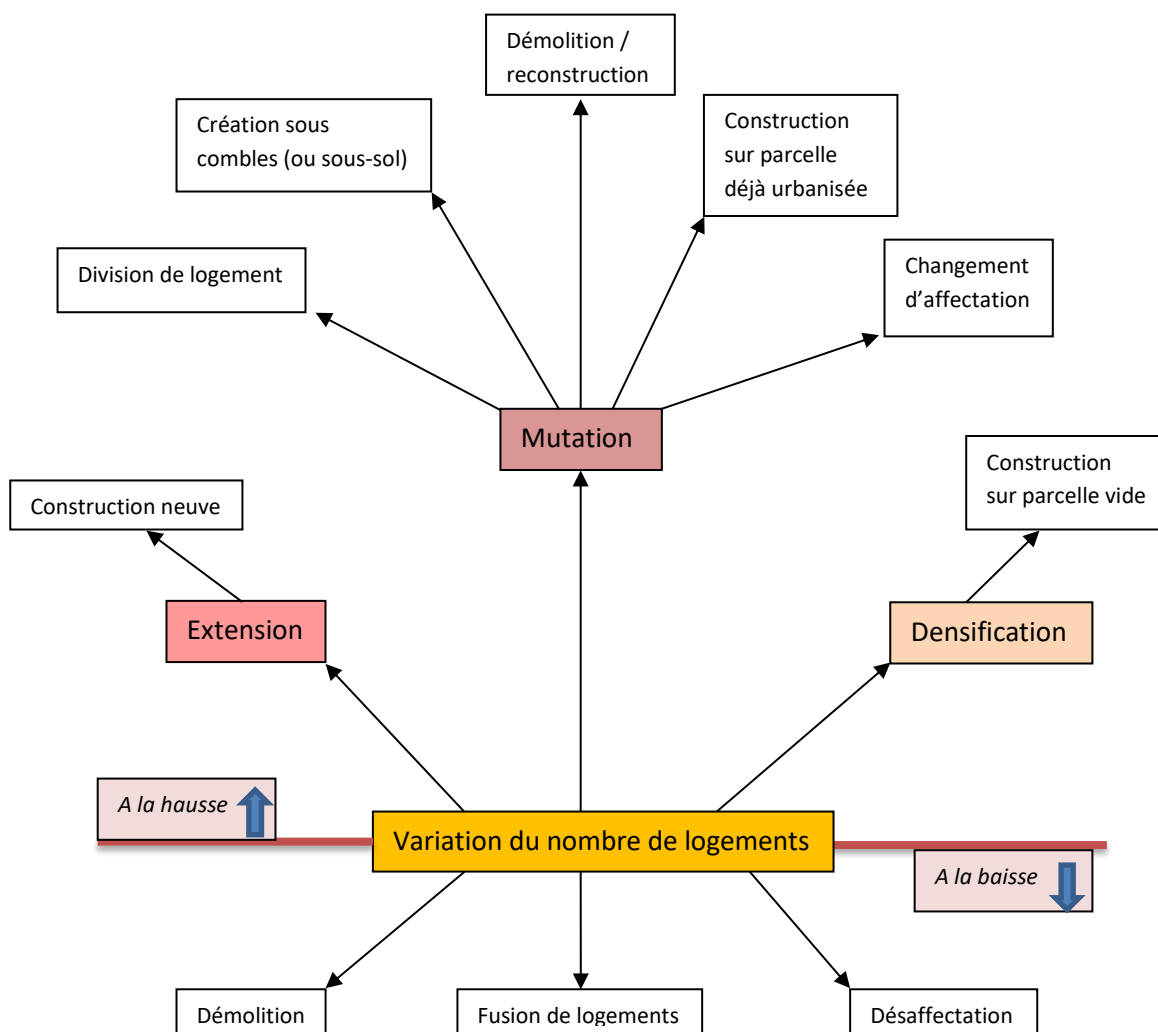 Démolition /
reconstruction
Création sous
combles (ou sous-sol)
Construction
sur parcelle
déjà urbanisée
Division de logement
Changement
d’affectation
Mutation
Construction
sur parcelle vide
Construction neuve
Extension
Densification
A la hausse
Variation du nombre de logements
A la baisse
Démolition
Fusion de logements
Désaffectation